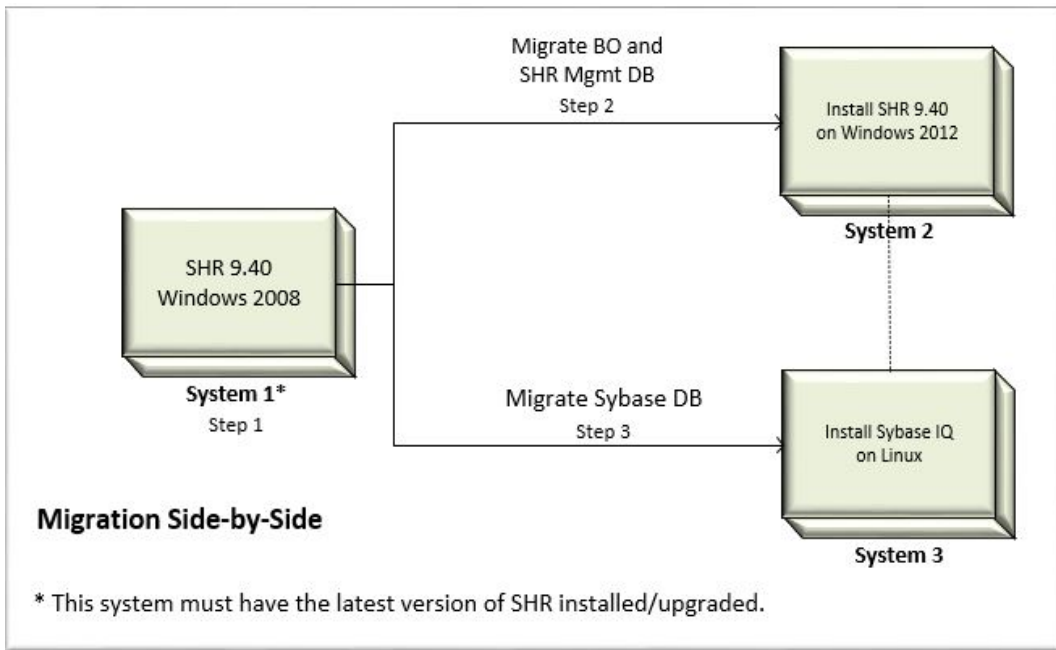 Migrate BO and
SHR Mgmt DB
Step 2
Install SHR 9.40
on Windows 2012
System 2
SHR 9.40
Windows 2008
System 1*
Step 1
Migrate Sybase DB
Step 3
Install Sybase IQ
on Linux
System 3
Migration Side-by-Side
* This system must have the latest version of SHR installed/upgraded.